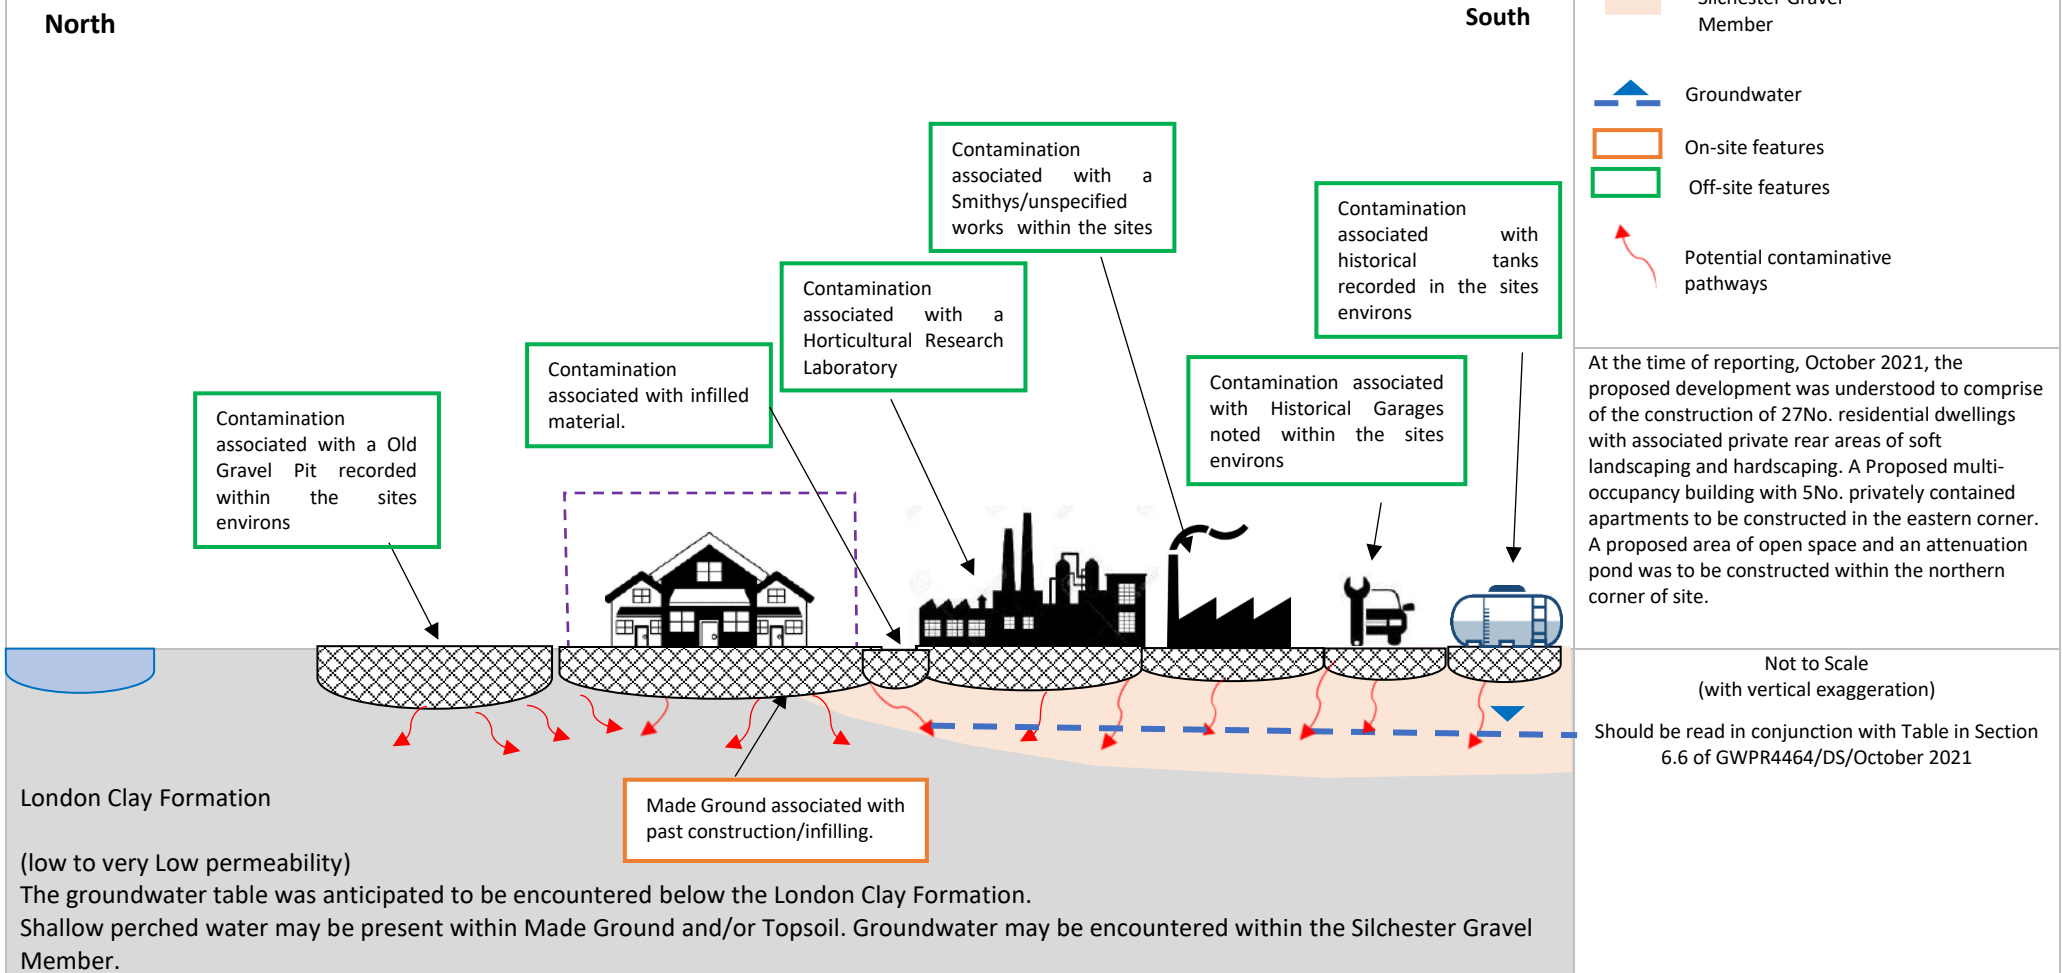 North
South
Silchester Gravel
Member
Groundwater
On-site features
Off-site features
Potential contaminative
pathways
Contamination
associated with a
Smithys/unspecified
works within the sites
Contamination
associated with
historical tanks
recorded in the sites
environs
Contamination
associated with a
Horticultural Research
Laboratory
Contamination
associated with infilled
material.
Contamination associated
with Historical Garages
noted within the sites
environs
Contamination
associated with a Old
Gravel Pit recorded
within the sites
environs
At the time of reporting, October 2021, the
proposed development was understood to comprise
of the construction of 27No. residential dwellings
with associated private rear areas of soft
landscaping and hardscaping. A Proposed multi-
occupancy building with 5No. privately contained
apartments to be constructed in the eastern corner.
A proposed area of open space and an attenuation
pond was to be constructed within the northern
corner of site.
Not to Scale
(with vertical exaggeration)
Should be read in conjunction with Table in Section
6.6 of GWPR4464/DS/October 2021
Made Ground associated with
past construction/infilling.
London Clay Formation
(low to very Low permeability)
The groundwater table was anticipated to be encountered below the London Clay Formation.
Shallow perched water may be present within Made Ground and/or Topsoil. Groundwater may be encountered within the Silchester Gravel
Member.